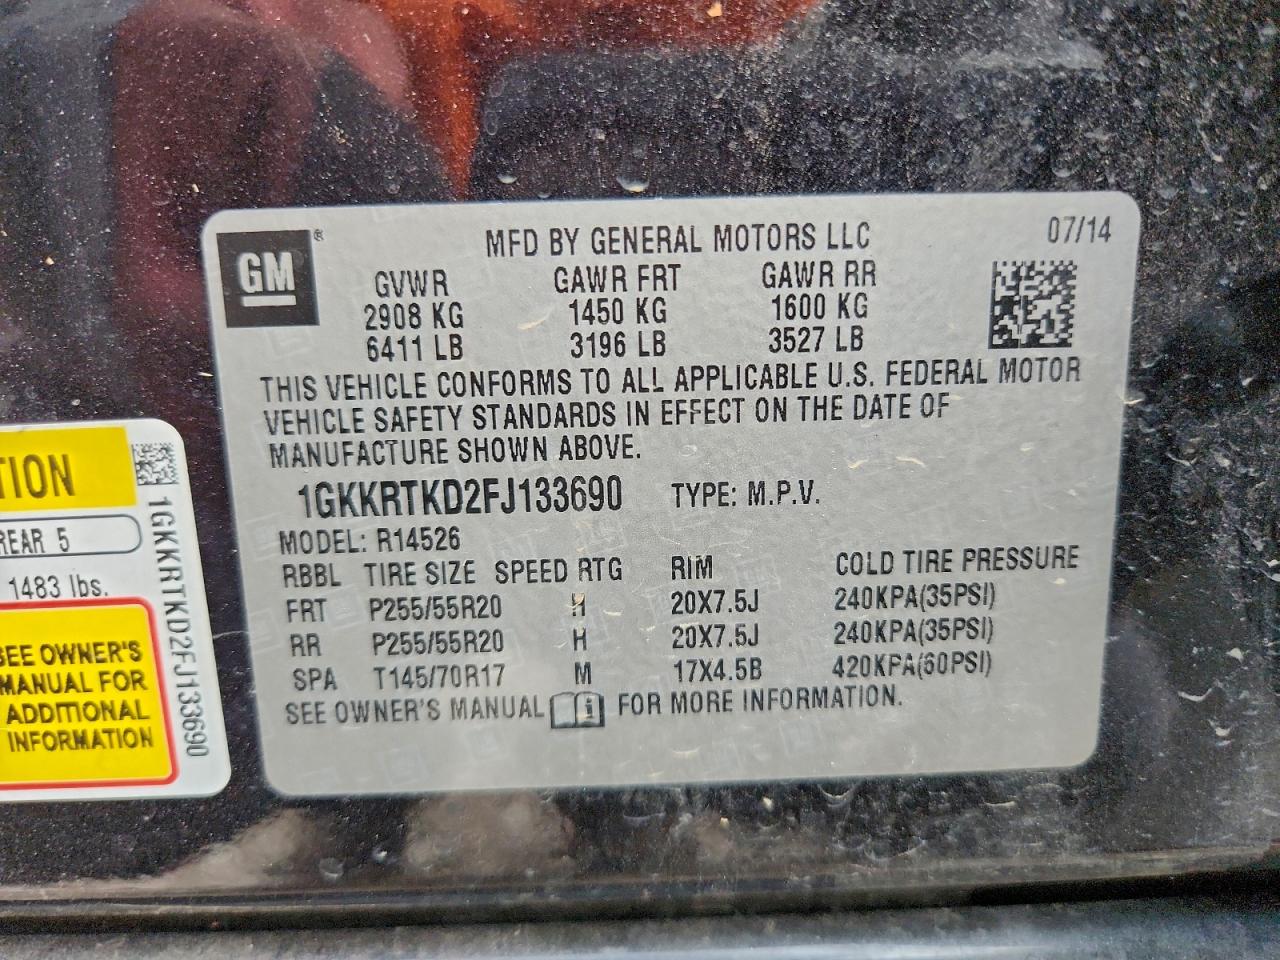 GM®
MFD BY GENERAL MOTORS LLC
07/14
GVWR GAWR FRT GAWR RR
2908 KG 1450 KG 1600 KG
6411 LB 3196 LB 3527 LB
THIS VEHICLE CONFORMS TO ALL APPLICABLE U.S. FEDERAL MOTOR
VEHICLE SAFETY STANDARDS IN EFFECT ON THE DATE OF
MANUFACTURE SHOWN ABOVE.
1GKKRTKD2FJ133690 TYPE: M.P.V.
MODEL: R14526
RBBL TIRE SIZE SPEED RTG RIM COLD TIRE PRESSURE
FRT P255/55R20 H 20X7.5J 240KPA(35PSI)
RR P255/55R20 H 20X7.5J 240KPA(35PSI)
SPA T145/70R17 M 17X4.5B 420KPA(60PSI)
SEE OWNER'S MANUAL i FOR MORE INFORMATION.
TION
REAR 5
1483 lbs.
SEE OWNER'S
MANUAL FOR
ADDITIONAL
INFORMATION
1GKKRTKD2FJ133690